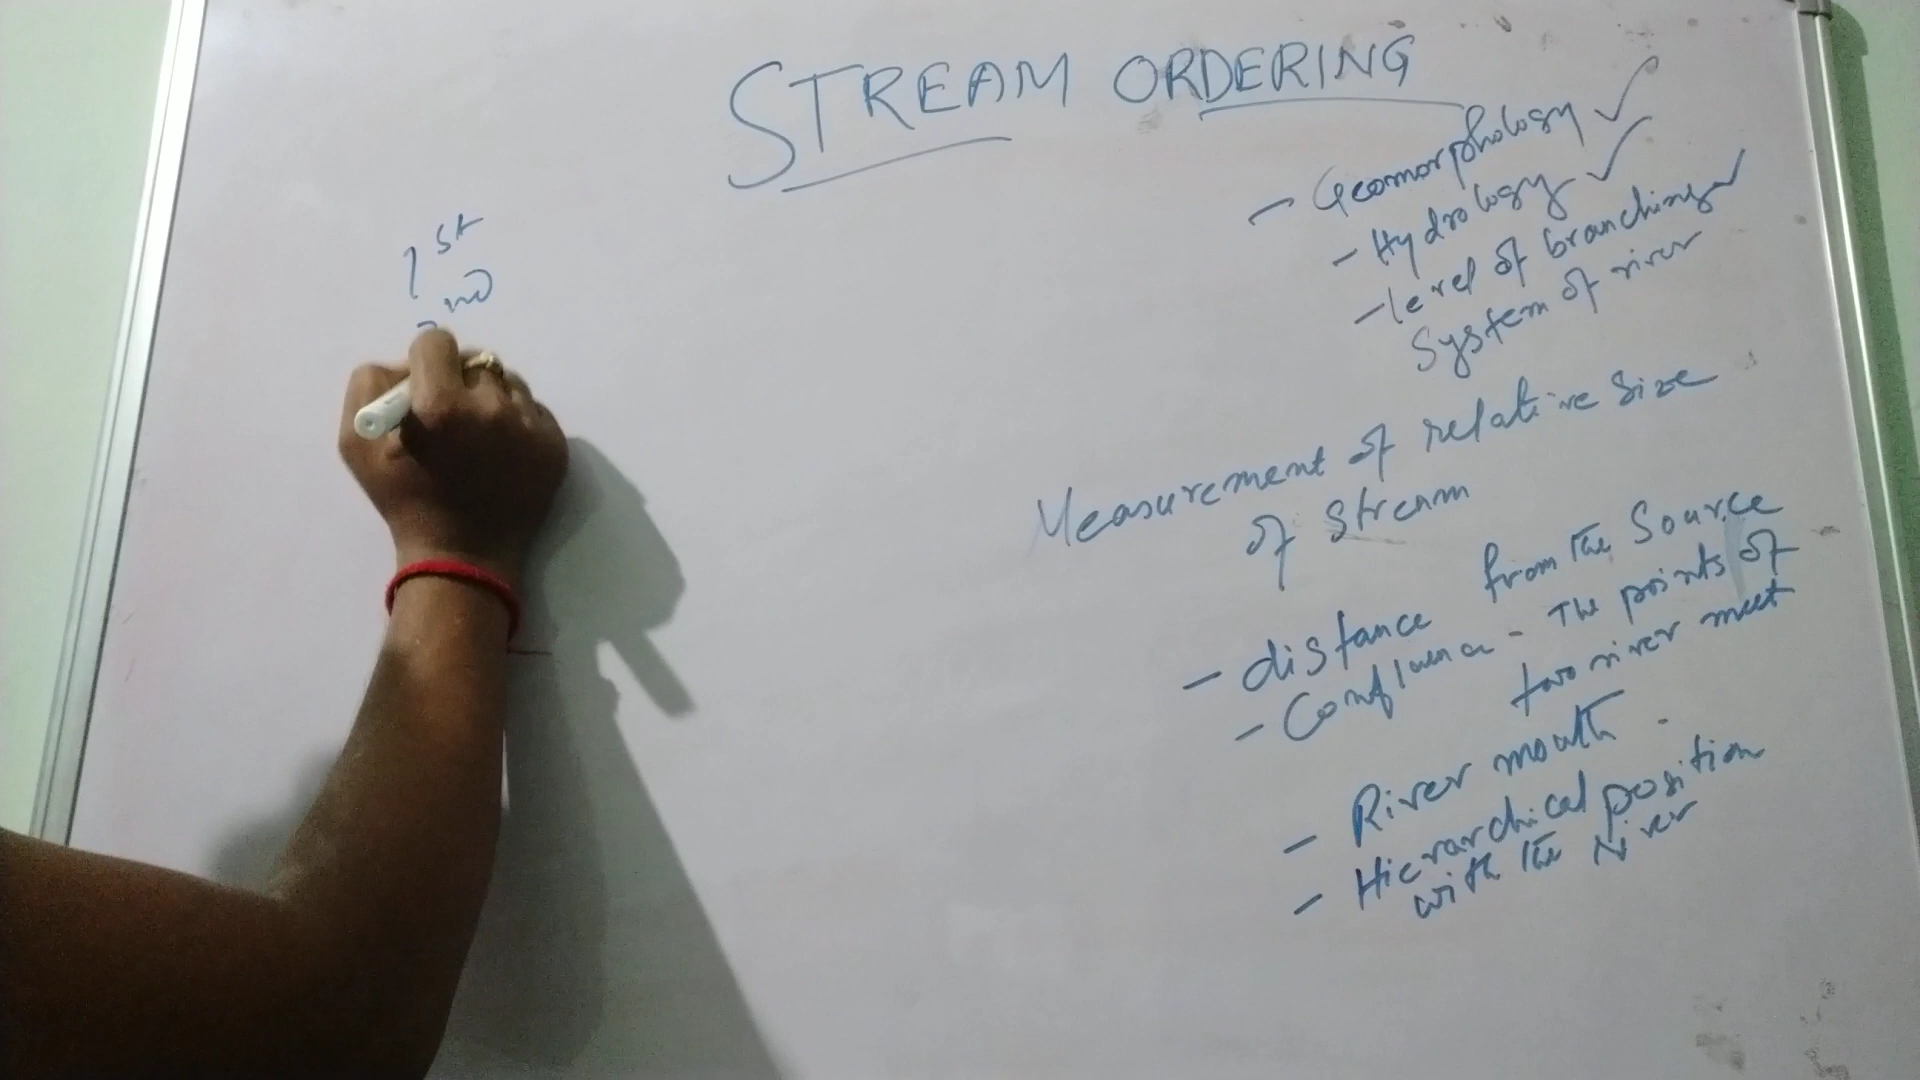 STREAM ORDERING
- Geomorphology ✓
- Hydrology ✓
- level of branching ✓
System of river
Measurement of relative size
of stream
- distance from the source
- Confluence - The points of
two river meet
- River mouth
- Hierarchical position
with the river
1st
nd